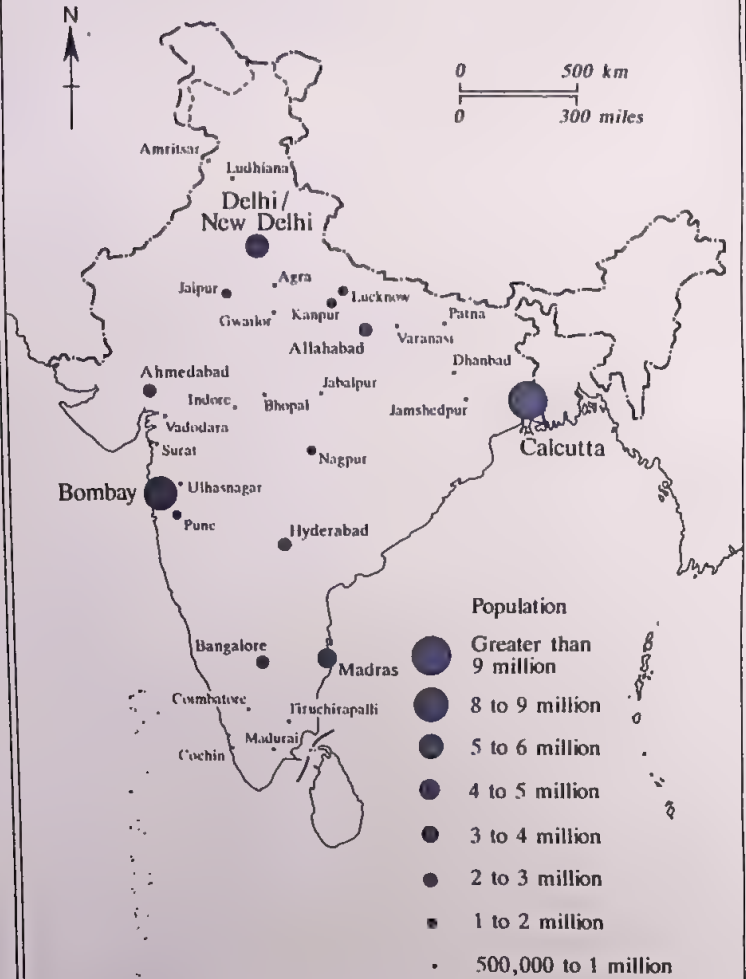 N
0 500 km
0 300 miles
Amritsar
Ludhiana
Delhi/
New Delhi
Jaipur
Agra
Lucknow
Kanpur
Gwalior
Allahabad
Varanasi
Patna
Dhanbad
Ahmedabad
Indore
Bhopal
Jabalpur
Jamshedpur
Vadodara
Surat
Calcutta
Nagpur
Bombay
Ulhasnagar
Pune
Hyderabad
Bangalore
Madras
Coimbatore
Tiruchirapalli
Madurai
Cochin
Population
Greater than
9 million
8 to 9 million
5 to 6 million
4 to 5 million
3 to 4 million
2 to 3 million
1 to 2 million
500,000 to 1 million